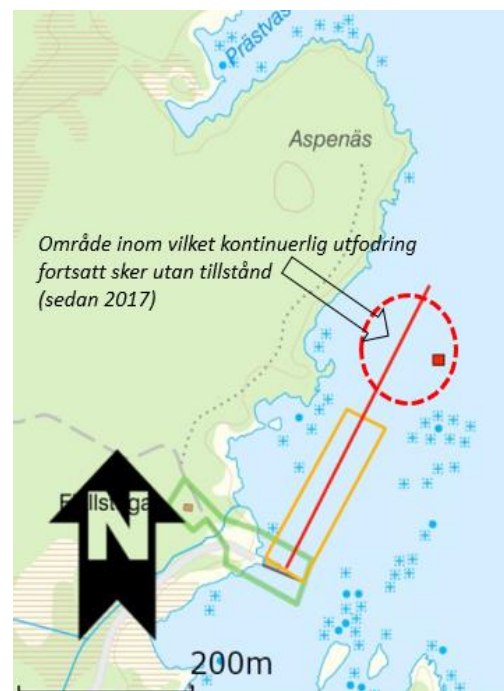 Prästvas
Aspenäs
Område inom vilket kontinuerlig utfodring
fortsatt sker utan tillstånd
(sedan 2017)
N
200m